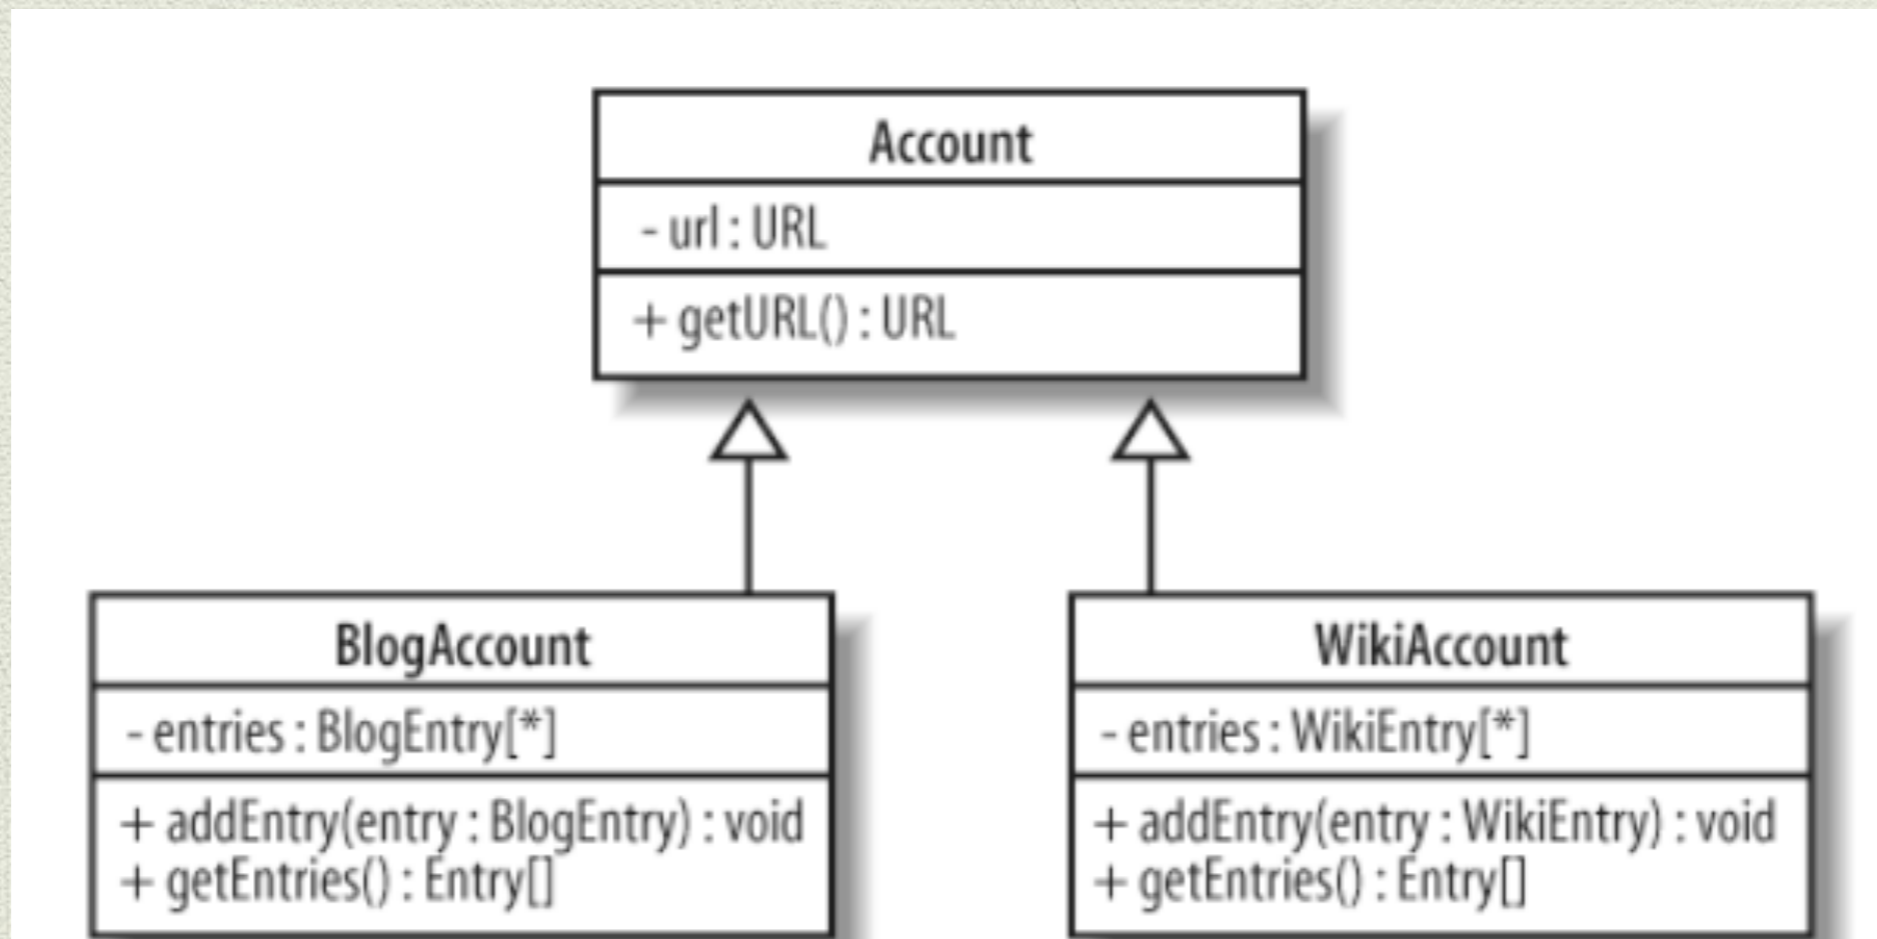 Account
- url : URL
+ getURL() : URL
BlogAccount
- entries : BlogEntry[*]
+ addEntry(entry : BlogEntry) : void
+ getEntries() : Entry[]
WikiAccount
- entries : WikiEntry[*]
+ addEntry(entry : WikiEntry) : void
+ getEntries() : Entry[]